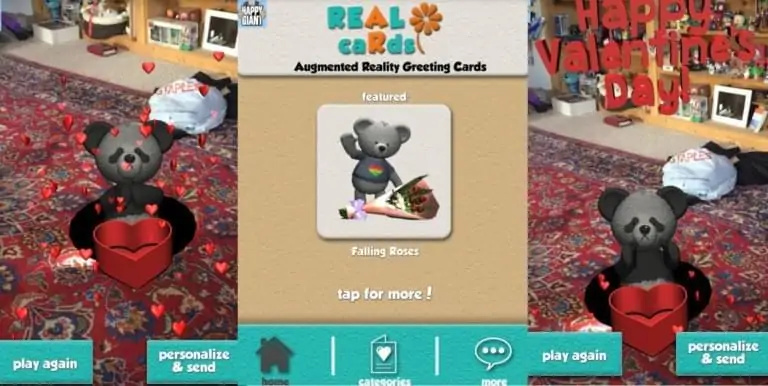 STAPLES
play again
personalize
& send
HAPPY
GIANT
REAL
caRds
Augmented Reality Greeting Cards
featured
Falling Roses
tap for more!
home
categories
more
Happy
Valentine's
Day!
STAPLES
play again
personalize
& send